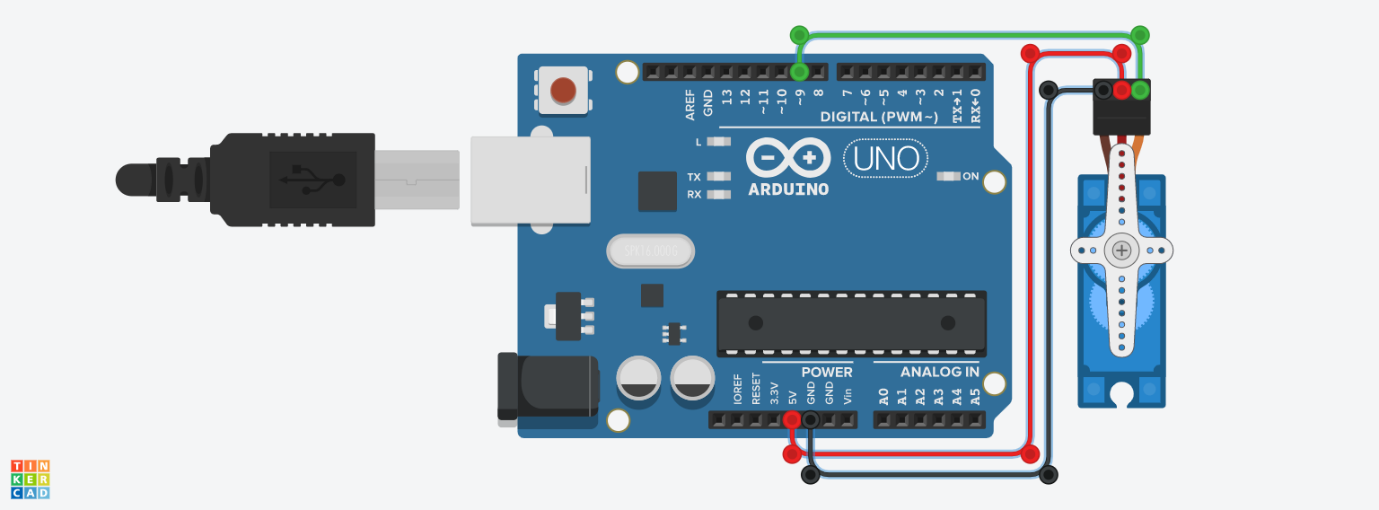 AREF
GND
13
12
~11
~10
~9
8
7
~6
~5
4
~3
2
TX→1
RX←0
DIGITAL (PWM~)
L
TX
RX
UNO
ARDUINO
ON
POWER
ANALOG IN
IOREF
RESET
3.3V
5V
GND
GND
Vin
A0
A1
A2
A3
A4
A5
TIN
KER
CAD